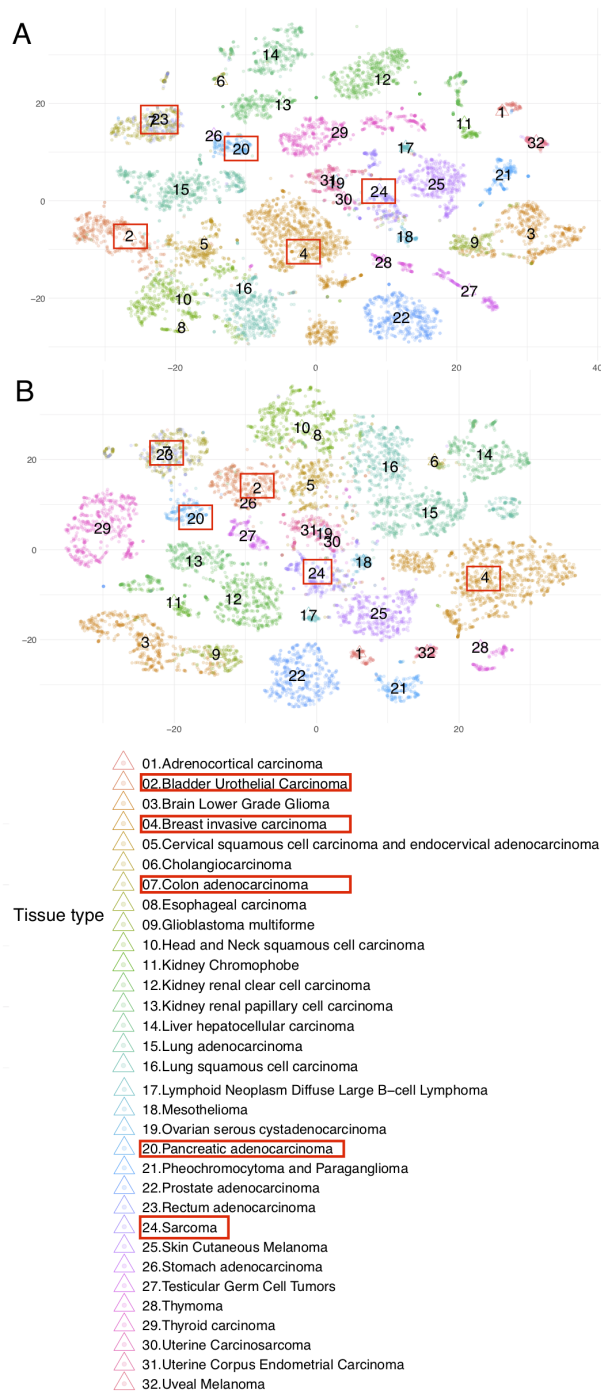 A
14
6
12
20
7
23
13
1
11
26
29
32
20
17
31
19
24
25
21
15
30
0
2
5
4
18
9
3
28
10
16
27
−20
8
22
−20
0
20
40
B
10
8
20
7
23
5
16
6
14
2
26
20
15
29
27
31
19
30
0
13
24
18
4
11
12
17
25
3
9
−20
1
32
28
22
21
−20
0
20
01.Adrenocortical carcinoma
02.Bladder Urothelial Carcinoma
03.Brain Lower Grade Glioma
04.Breast invasive carcinoma
05.Cervical squamous cell carcinoma and endocervical adenocarcinoma
06.Cholangiocarcinoma
07.Colon adenocarcinoma
08.Esophageal carcinoma
Tissue type
09.Glioblastoma multiforme
10.Head and Neck squamous cell carcinoma
11.Kidney Chromophobe
12.Kidney renal clear cell carcinoma
13.Kidney renal papillary cell carcinoma
14.Liver hepatocellular carcinoma
15.Lung adenocarcinoma
16.Lung squamous cell carcinoma
17.Lymphoid Neoplasm Diffuse Large B−cell Lymphoma
18.Mesothelioma
19.Ovarian serous cystadenocarcinoma
20.Pancreatic adenocarcinoma
21.Pheochromocytoma and Paraganglioma
22.Prostate adenocarcinoma
23.Rectum adenocarcinoma
24.Sarcoma
25.Skin Cutaneous Melanoma
26.Stomach adenocarcinoma
27.Testicular Germ Cell Tumors
28.Thymoma
29.Thyroid carcinoma
30.Uterine Carcinosarcoma
31.Uterine Corpus Endometrial Carcinoma
32.Uveal Melanoma